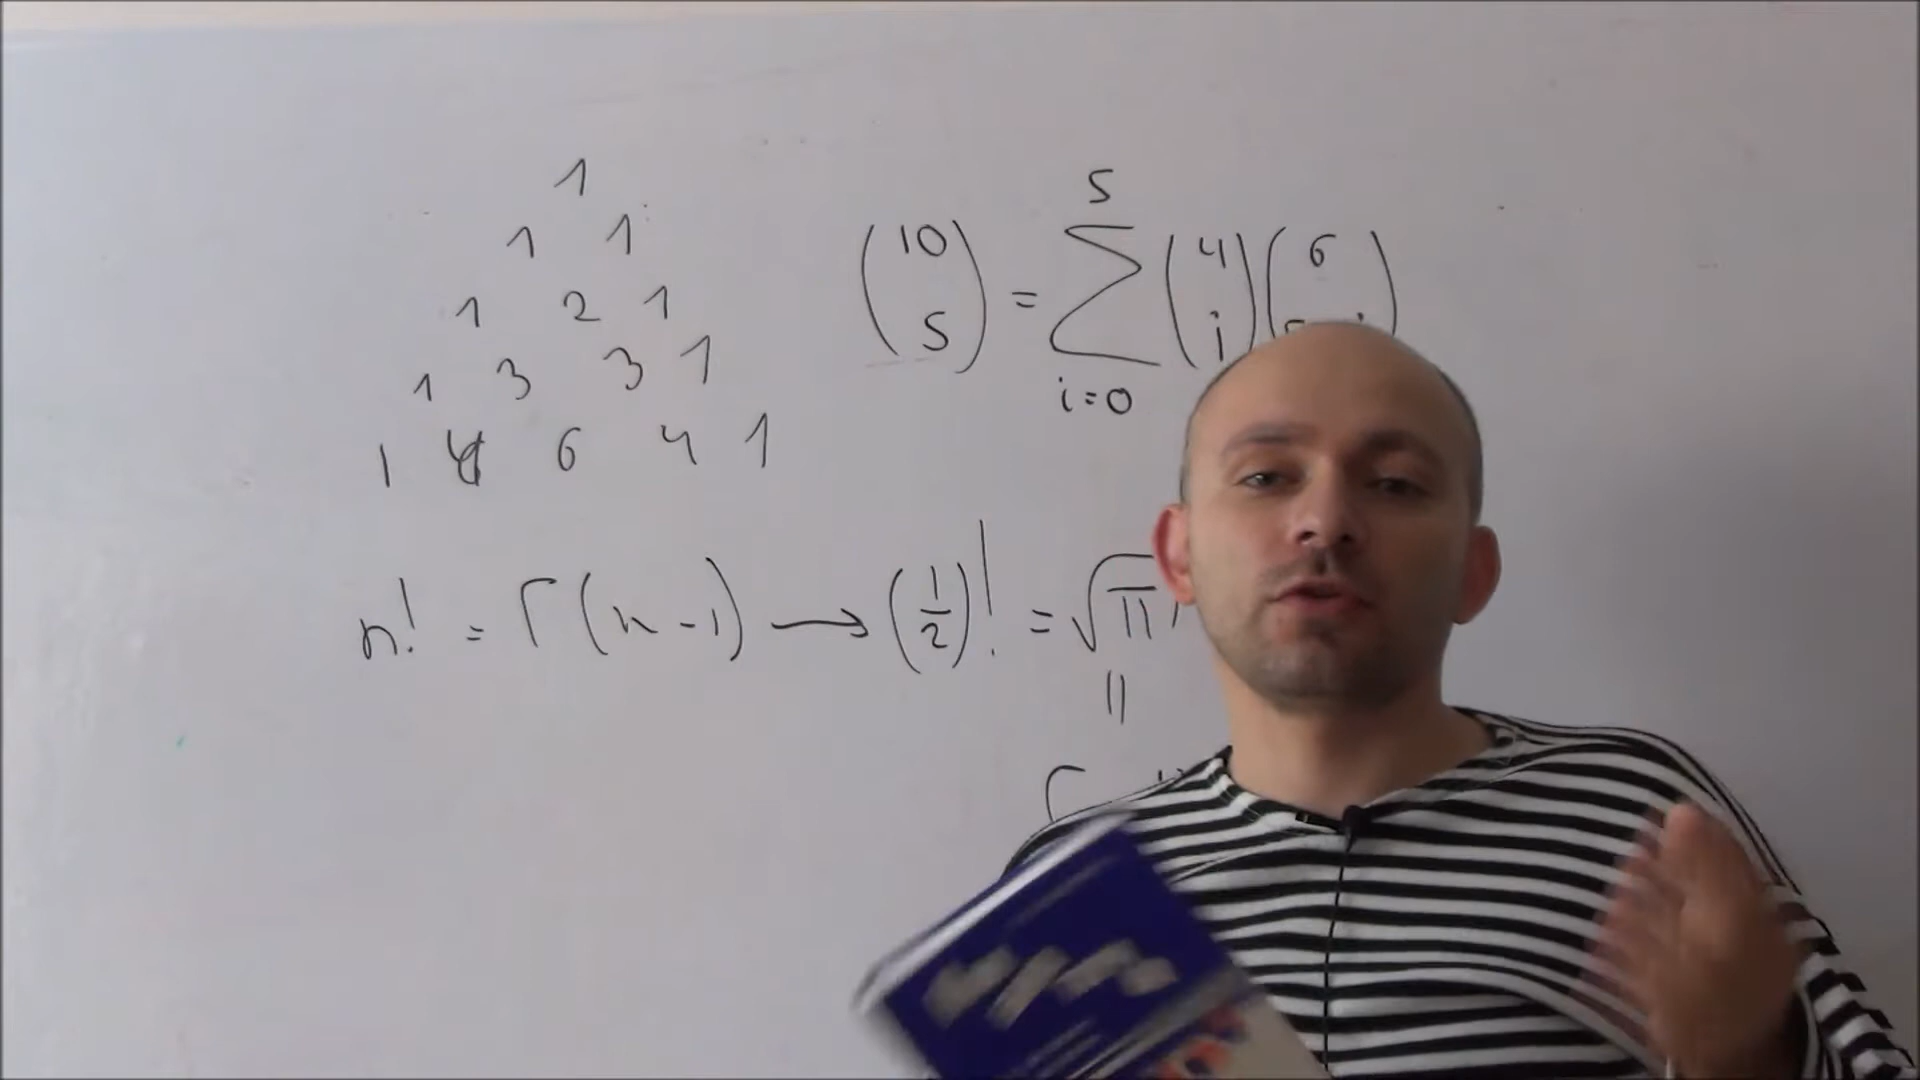 1
1 1
1 2 1
1 3 3 1
1 4 6 4 1
(10 5) = ∑ 5 i=0 (4 i)(6
n! = Γ(n-1) → (1/2)! = √π
||